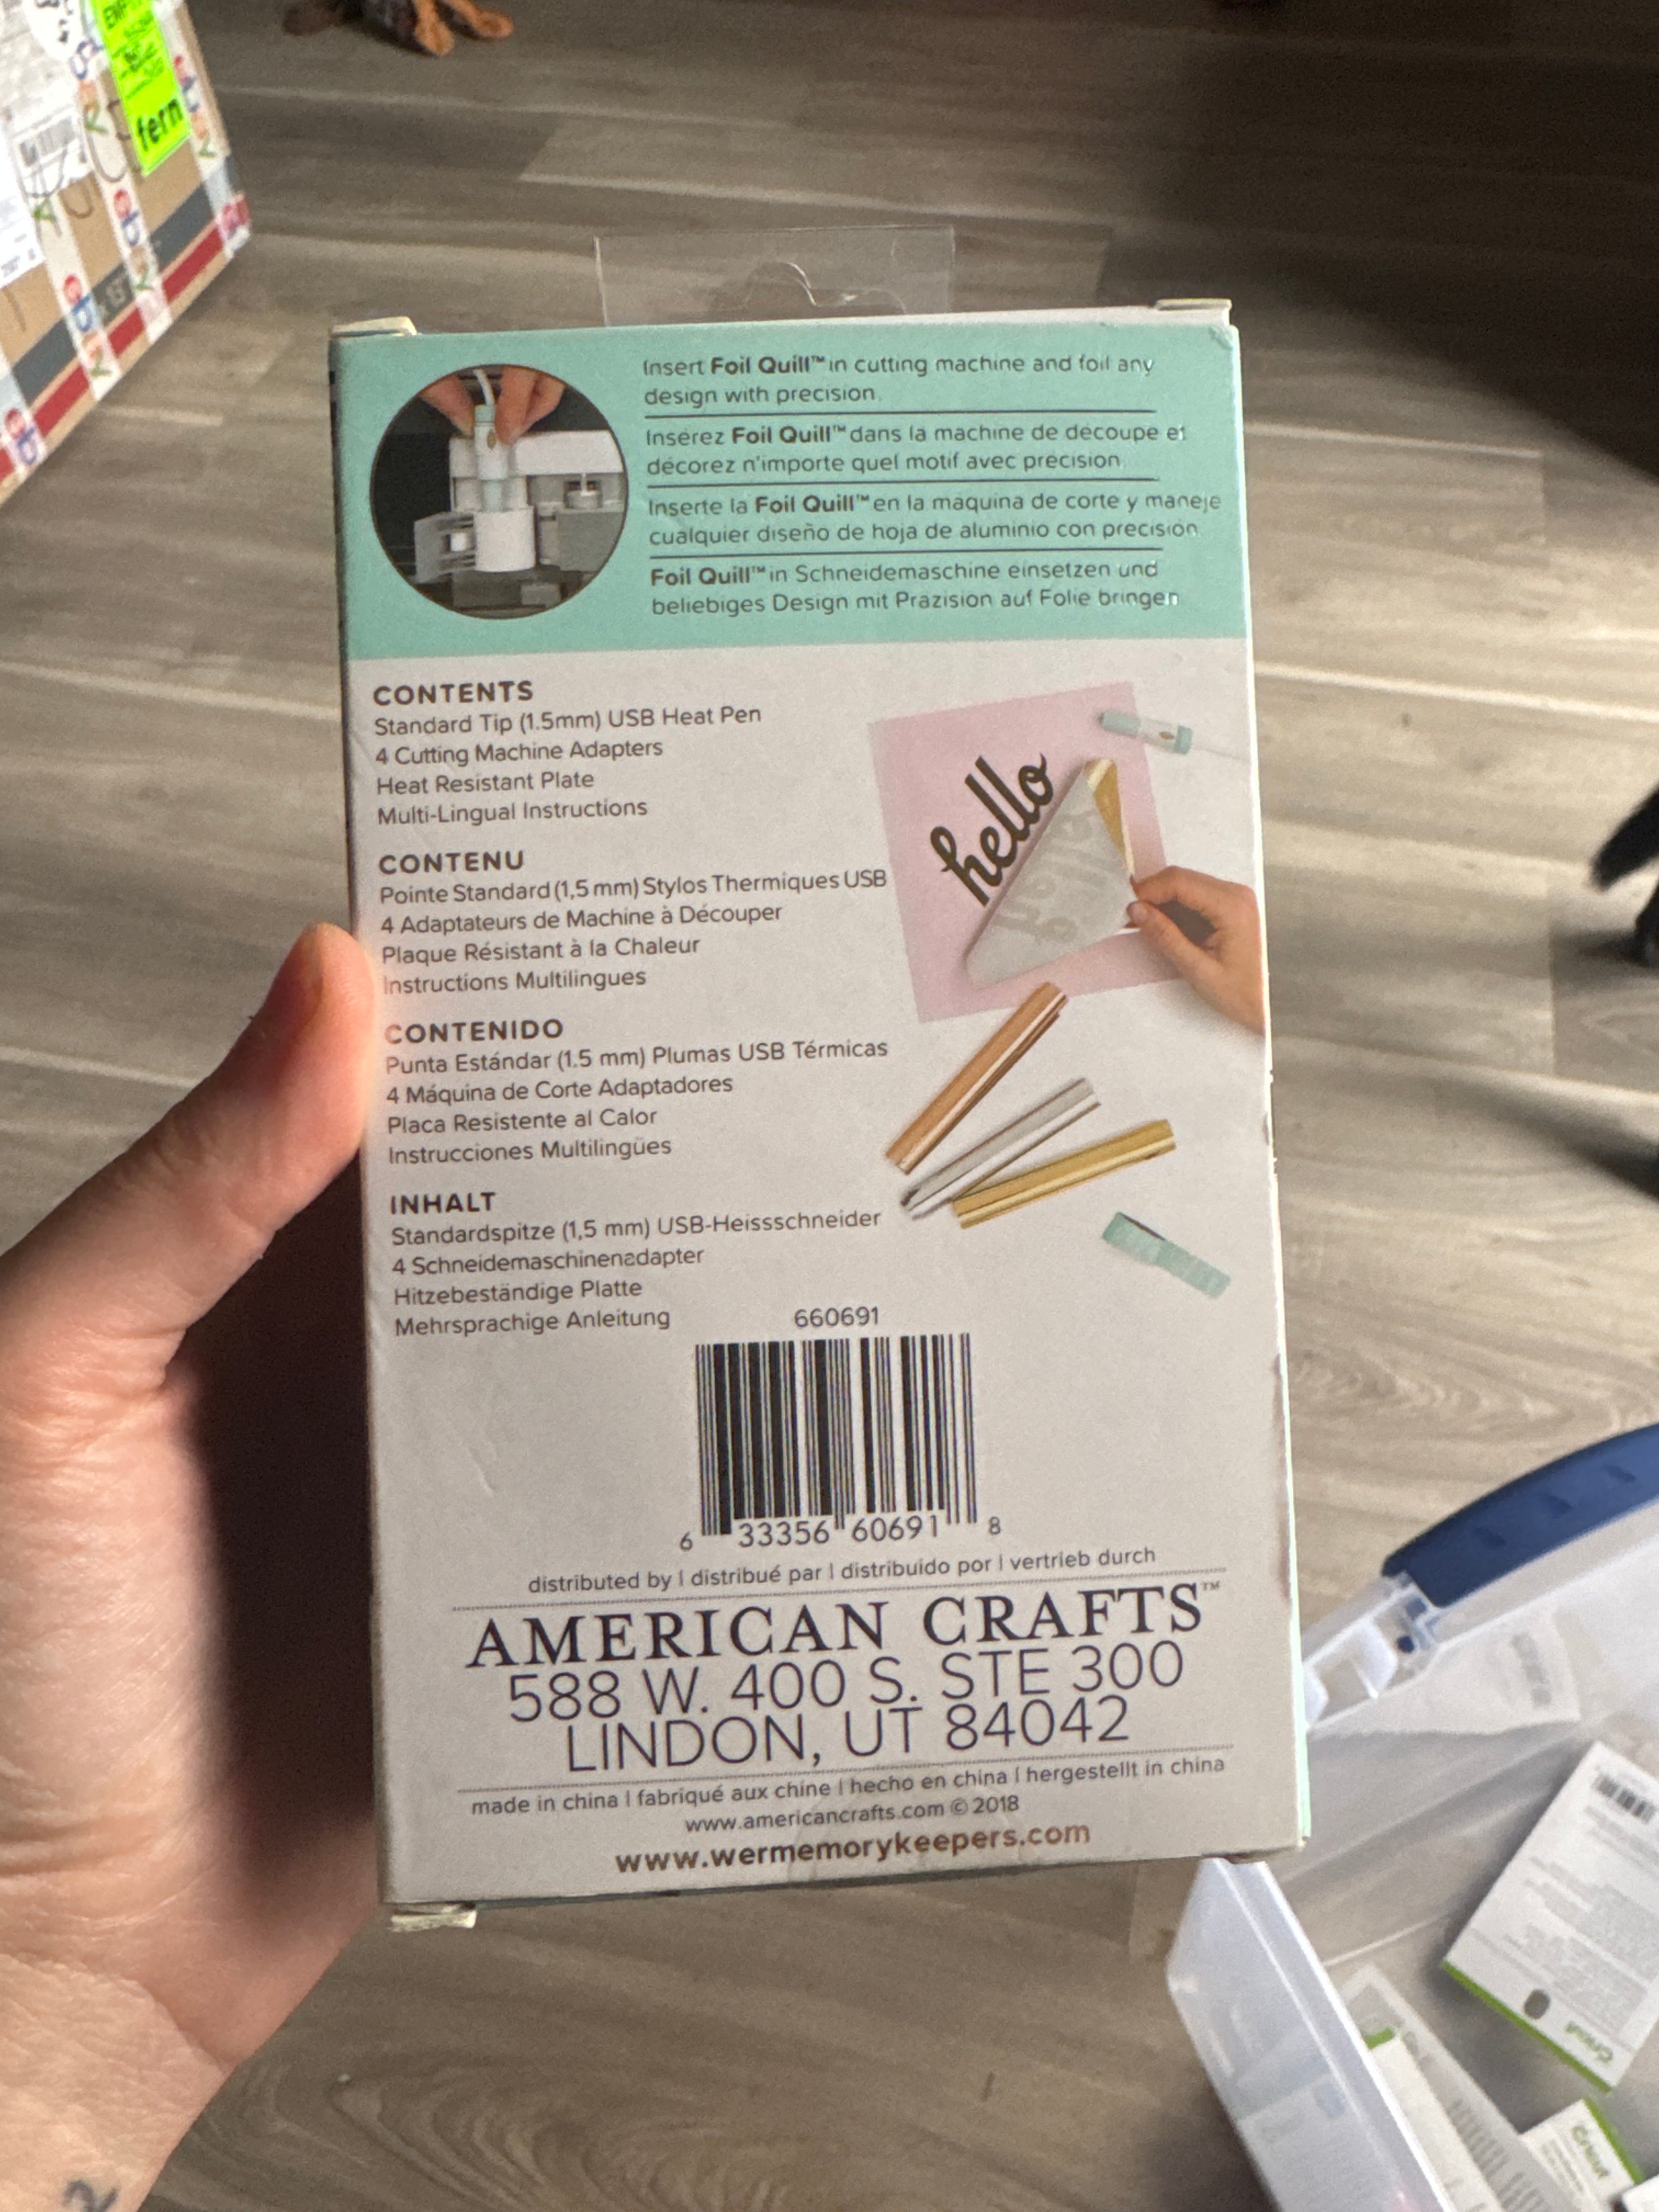 Insert Foil Quill™ in cutting machine and foil any
design with precision.
Insérez Foil Quill™ dans la machine de découpe et
décorez n'importe quel motif avec précision.
Inserte la Foil Quill™ en la máquina de corte y maneje
cualquier diseño de hoja de aluminio con precisión.
Foil Quill™ in Schneidemaschine einsetzen und
beliebiges Design mit Präzision auf Folie bringen
CONTENTS
Standard Tip (1.5mm) USB Heat Pen
4 Cutting Machine Adapters
Heat Resistant Plate
Multi-Lingual Instructions
CONTENU
Pointe Standard (1,5 mm) Stylos Thermiques USB
4 Adaptateurs de Machine à Découper
Plaque Résistant à la Chaleur
Instructions Multilingues
CONTENIDO
Punta Estándar (1.5 mm) Plumas USB Térmicas
4 Máquina de Corte Adaptadores
Placa Resistente al Calor
Instrucciones Multilingües
INHALT
Standardspitze (1,5 mm) USB-Heissschneider
4 Schneidemaschinenadapter
Hitzebeständige Platte
Mehrsprachige Anleitung
hello
660691
6 33356 60691 8
distributed by | distribué par | distribuido por | vertrieb durch
AMERICAN CRAFTS™
588 W. 400 S. STE 300
LINDON, UT 84042
made in china | fabriqué aux chine | hecho en china | hergestellt in china
www.americancrafts.com © 2018
www.wermemorykeepers.com
fern
cricut
cricut